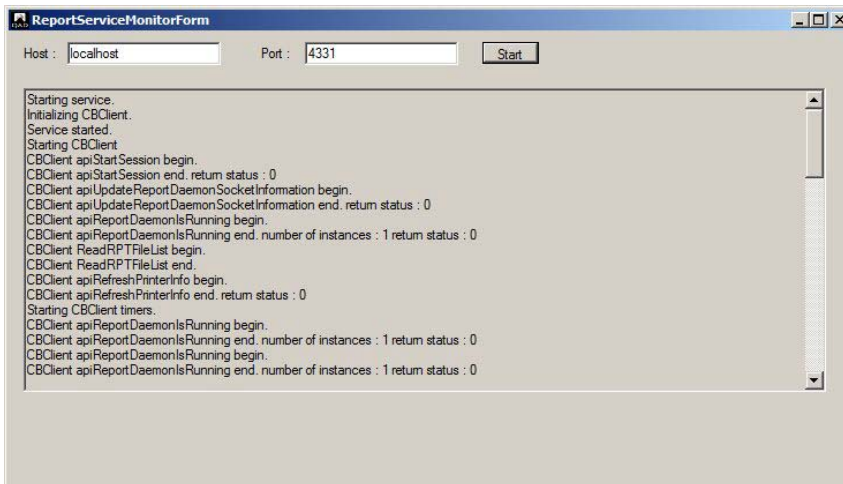 QAD ReportServiceMonitorForm
Host : localhost Port : 4331 Start
Starting service.
Initializing CBClient.
Service started.
Starting CBClient
CBClient apiStartSession begin.
CBClient apiStartSession end. return status : 0
CBClient apiUpdateReportDaemonSocketInformation begin.
CBClient apiUpdateReportDaemonSocketInformation end. return status : 0
CBClient apiReportDaemonIsRunning begin.
CBClient apiReportDaemonIsRunning end. number of instances : 1 return status : 0
CBClient ReadRPTFileList begin.
CBClient ReadRPTFileList end.
CBClient apiRefreshPrinterInfo begin.
CBClient apiRefreshPrinterInfo end. return status : 0
Starting CBClient timers.
CBClient apiReportDaemonIsRunning begin.
CBClient apiReportDaemonIsRunning end. number of instances : 1 return status : 0
CBClient apiReportDaemonIsRunning begin.
CBClient apiReportDaemonIsRunning end. number of instances : 1 return status : 0